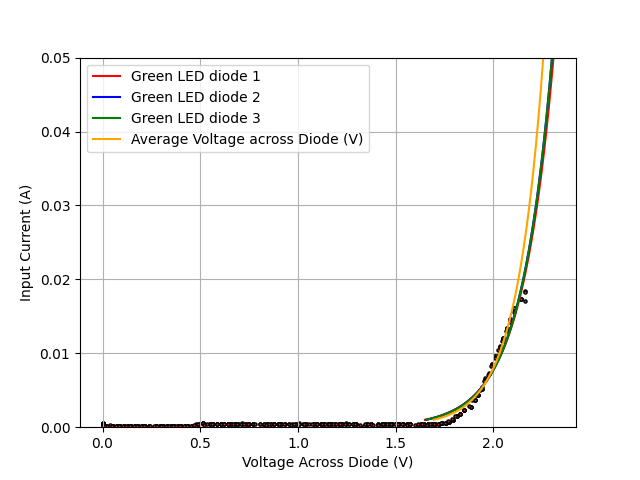 0.05
0.04
0.03
0.02
0.01
0.00
Input Current (A)
Green LED diode 1
Green LED diode 2
Green LED diode 3
Average Voltage across Diode (V)
0.0 0.5 1.0 1.5 2.0
Voltage Across Diode (V)